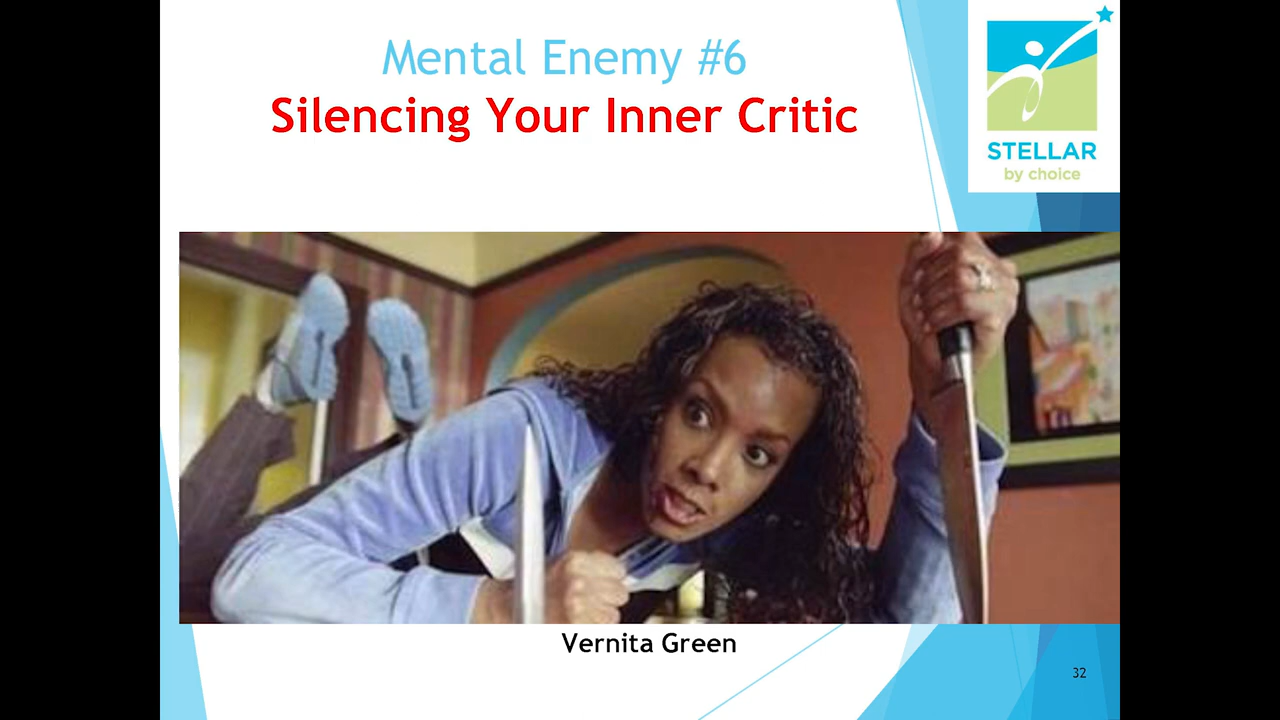 Mental Enemy #6
Silencing Your Inner Critic
STELLAR
by choice
Vernita Green
32